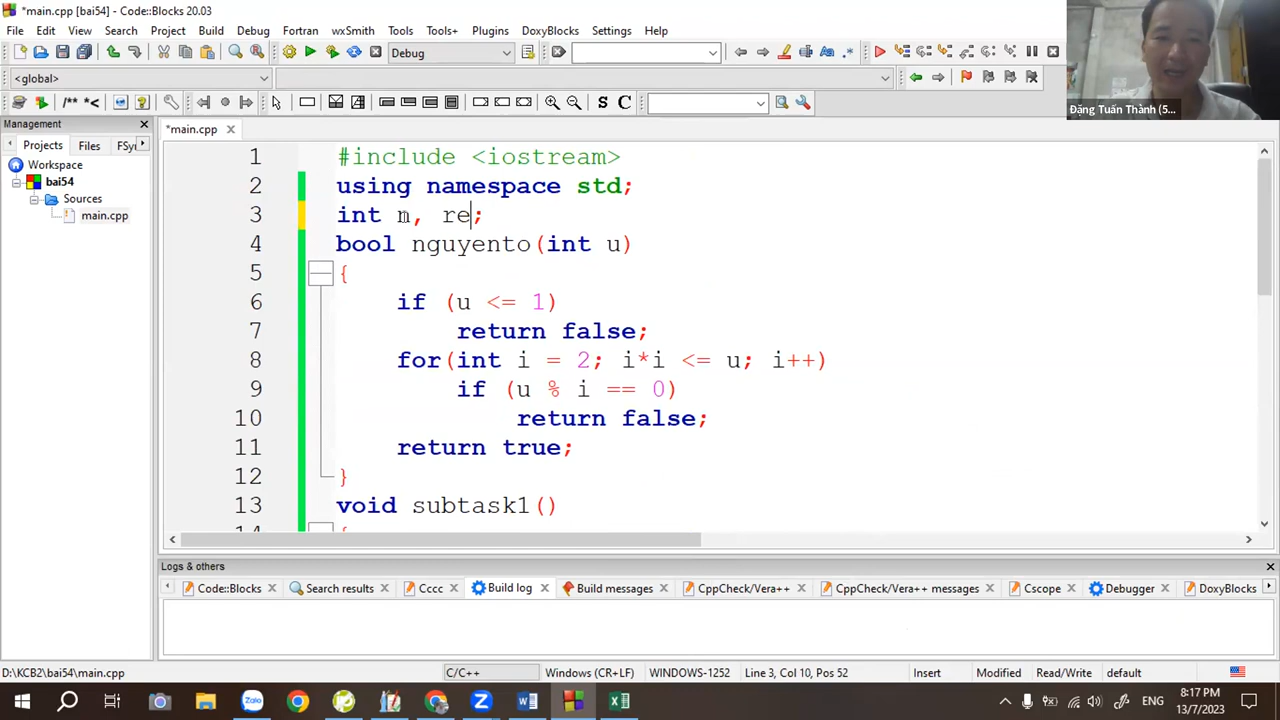 *main.cpp [bai54] - Code::Blocks 20.03
File Edit View Search Project Build Debug Fortran wxSmith Tools Tools+ Plugins DoxyBlocks Settings Help
Debug
<global>
/** *< S C
Đặng Tuấn Thành (5...
Management
Projects Files FSy
Workspace
bai54
Sources
main.cpp
*main.cpp
1 #include <iostream>
2 using namespace std;
3 int n, re;
4 bool nguyento(int u)
5 {
6 if (u <= 1)
7 return false;
8 for(int i = 2; i*i <= u; i++)
9 if (u % i == 0)
10 return false;
11 return true;
12 }
13 void subtask1()
14 {
Logs & others
Code::Blocks Search results Cccc Build log Build messages CppCheck/Vera++ CppCheck/Vera++ messages Cscope Debugger DoxyBlocks
D:\KCB2\bai54\main.cpp C/C++ Windows (CR+LF) WINDOWS-1252 Line 3, Col 10, Pos 52 Insert Modified Read/Write default
Zalo ENG 8:17 PM
13/7/2023